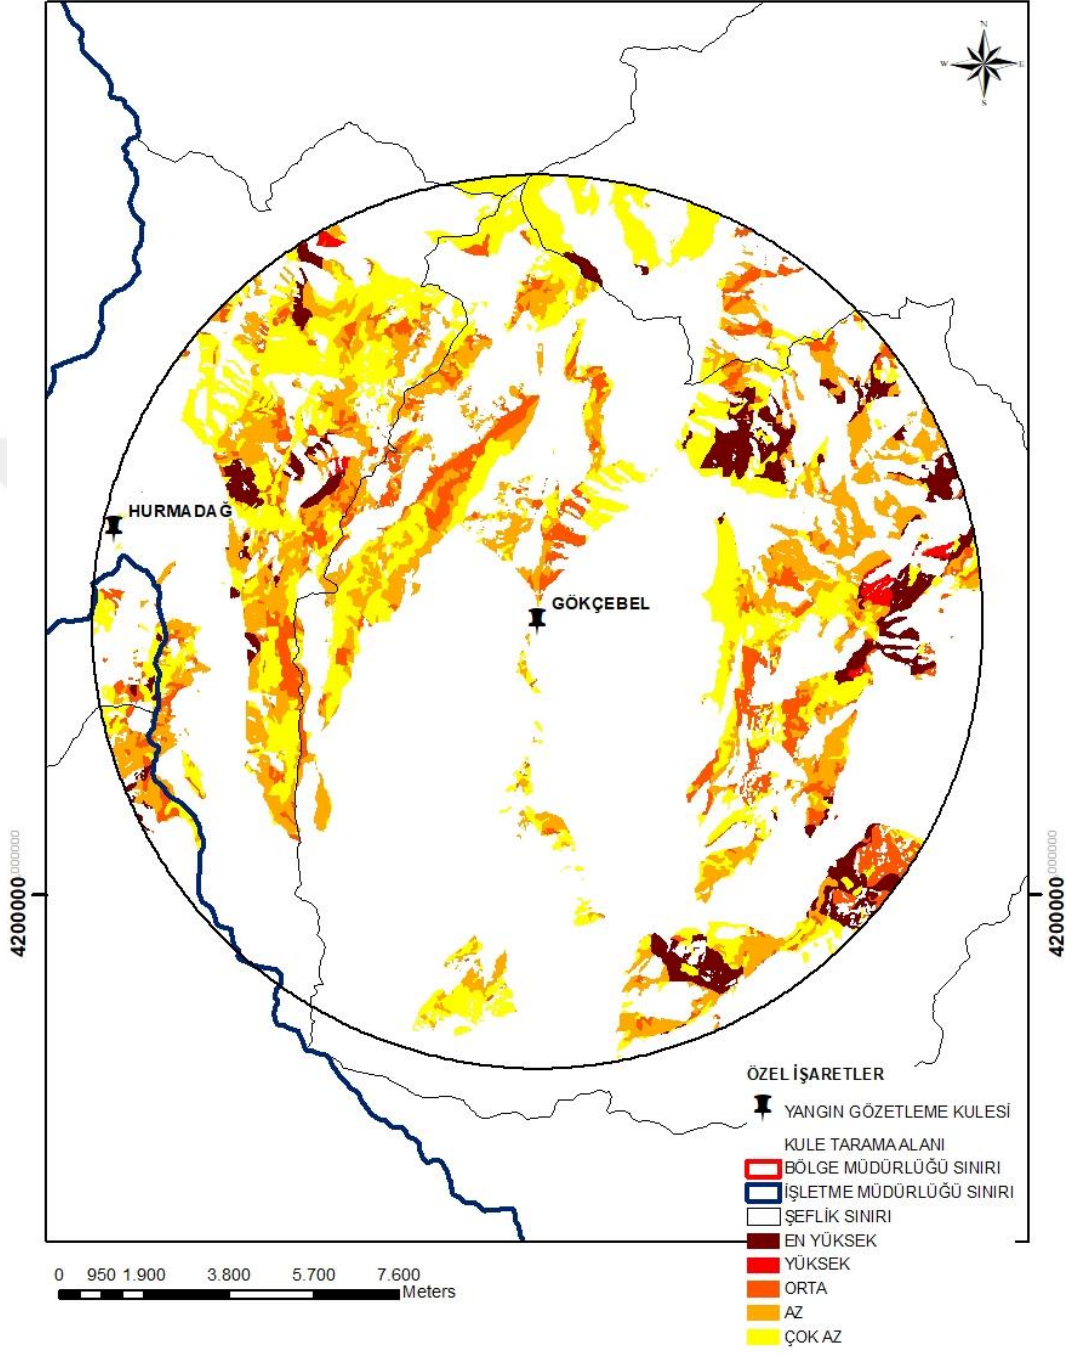 N
W
E
S
HURMADAĞ
GÖKÇEBEL
4200000,000000
4200000,000000
ÖZEL İŞARETLER
YANGIN GÖZETLEME KULESİ
KULE TARAMA ALANI
BÖLGE MÜDÜRLÜĞÜ SINIRI
İŞLETME MÜDÜRLÜĞÜ SINIRI
ŞEFLİK SINIRI
EN YÜKSEK
YÜKSEK
ORTA
AZ
ÇOK AZ
0 950 1.900 3.800 5.700 7.600
Meters